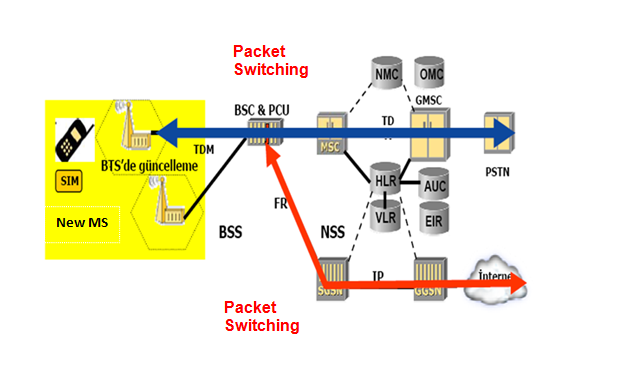 Packet
Switching
NMC
OMC
GMSC
BSC & PCU
TDM
MSC
TD
PSTN
BTS'de güncelleme
SIM
HLR
AUC
New MS
FR
VLR
EIR
BSS
NSS
IP
SGSN
GGSN
İnterne
Packet
Switching